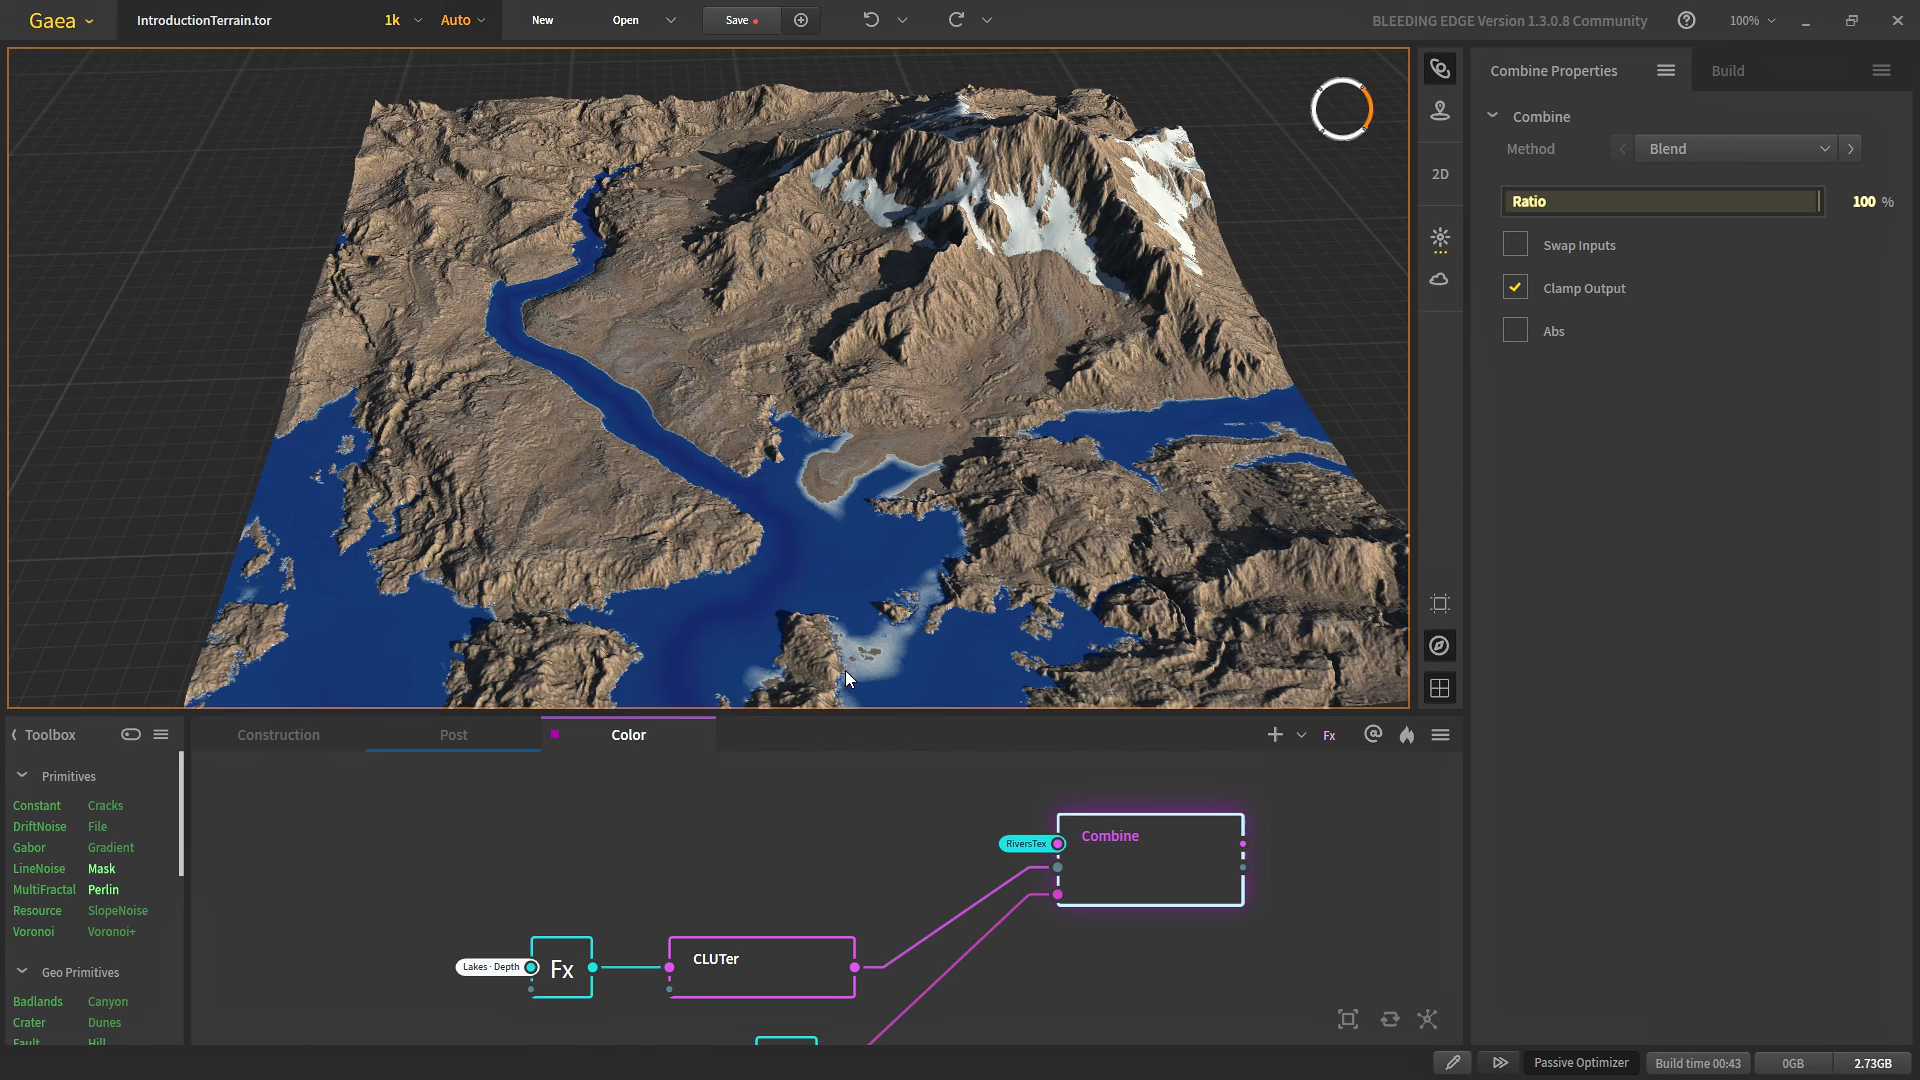 Gaea
IntroductionTerrain.tor
1k
Auto
New
Open
Save
BLEEDING EDGE Version 1.3.0.8 Community
100%
Combine Properties
Build
Combine
Method
Blend
Ratio
100 %
Swap Inputs
Clamp Output
Abs
2D
Toolbox
Primitives
Constant Cracks
DriftNoise File
Gabor Gradient
LineNoise Mask
MultiFractal Perlin
Resource SlopeNoise
Voronoi Voronoi+
Geo Primitives
Badlands Canyon
Crater Dunes
Fault Hill
Construction
Post
Color
Fx
RiversTex
Combine
Lakes · Depth
Fx
CLUTer
Passive Optimizer
Build time 00:43
0GB
2.73GB